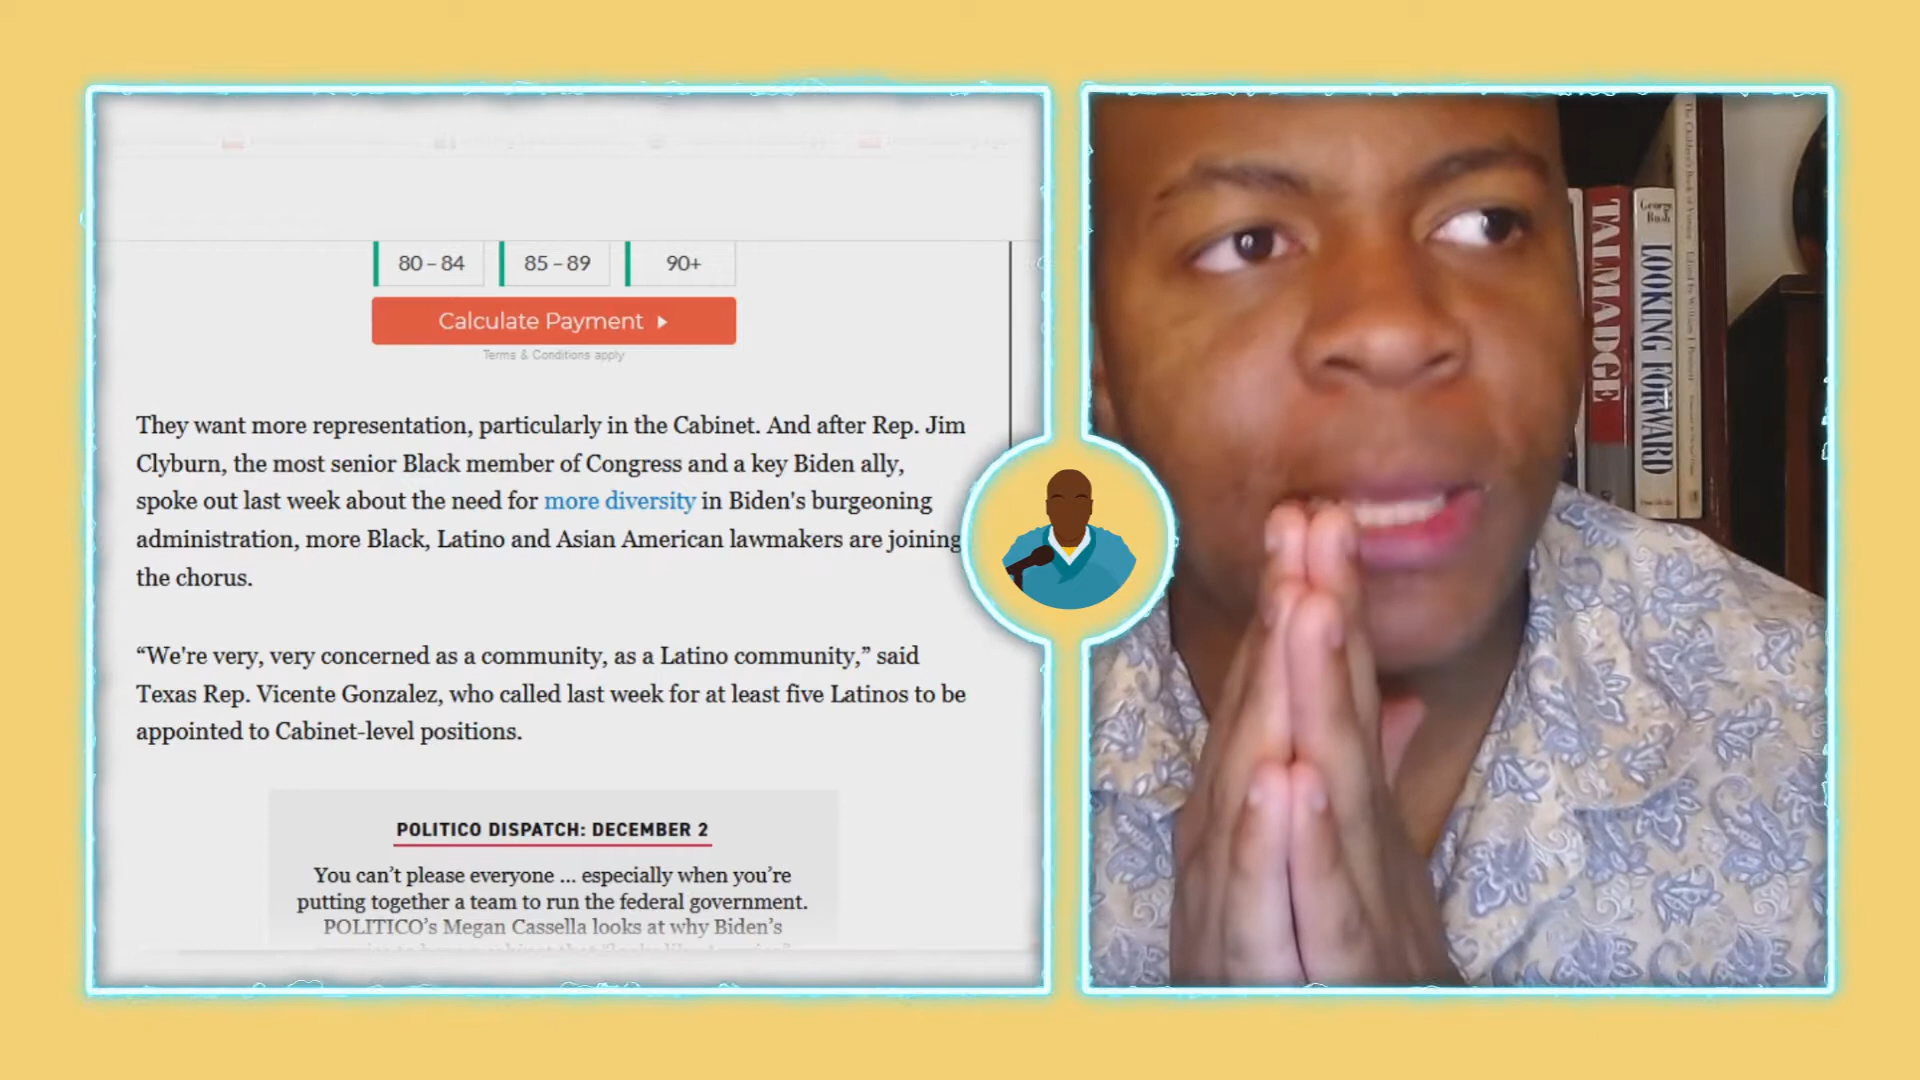 80 – 84
85 – 89
90+
Calculate Payment
Terms & Conditions apply
They want more representation, particularly in the Cabinet. And after Rep. Jim
Clyburn, the most senior Black member of Congress and a key Biden ally,
spoke out last week about the need for more diversity in Biden's burgeoning
administration, more Black, Latino and Asian American lawmakers are joining
the chorus.
“We're very, very concerned as a community, as a Latino community,” said
Texas Rep. Vicente Gonzalez, who called last week for at least five Latinos to be
appointed to Cabinet-level positions.
POLITICO DISPATCH: DECEMBER 2
You can’t please everyone ... especially when you’re
putting together a team to run the federal government.
POLITICO’s Megan Cassella looks at why Biden’s
TALMADGE
George
Bush
LOOKING FORWARD